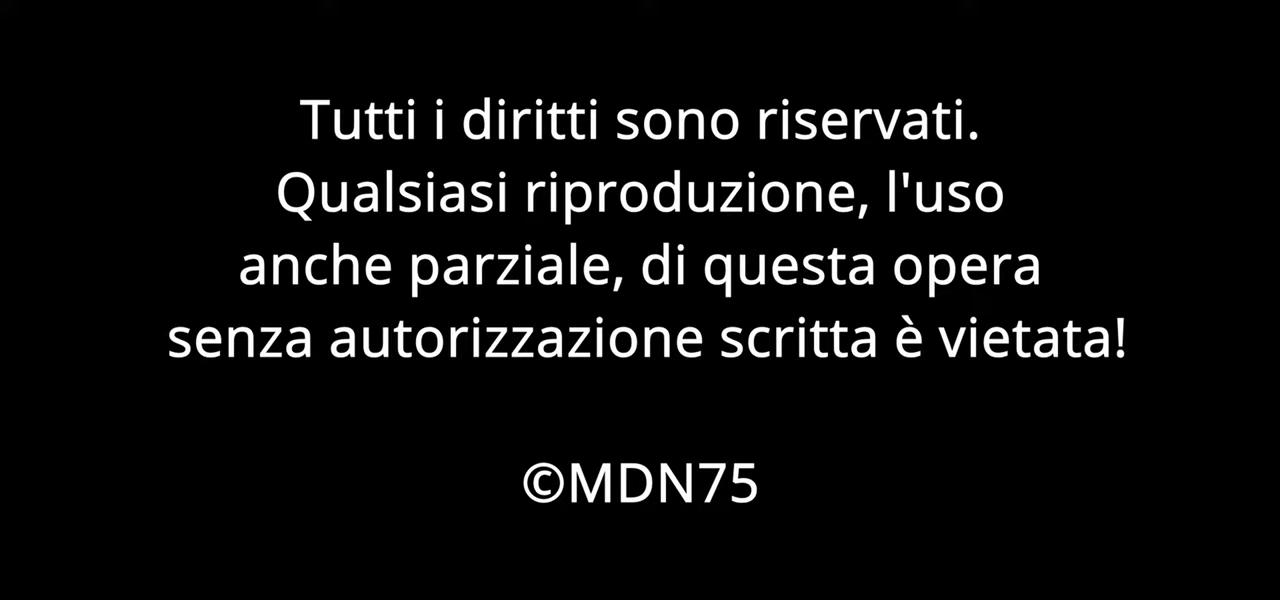 Tutti i diritti sono riservati.
Qualsiasi riproduzione, l'uso
anche parziale, di questa opera
senza autorizzazione scritta è vietata!
©MDN75